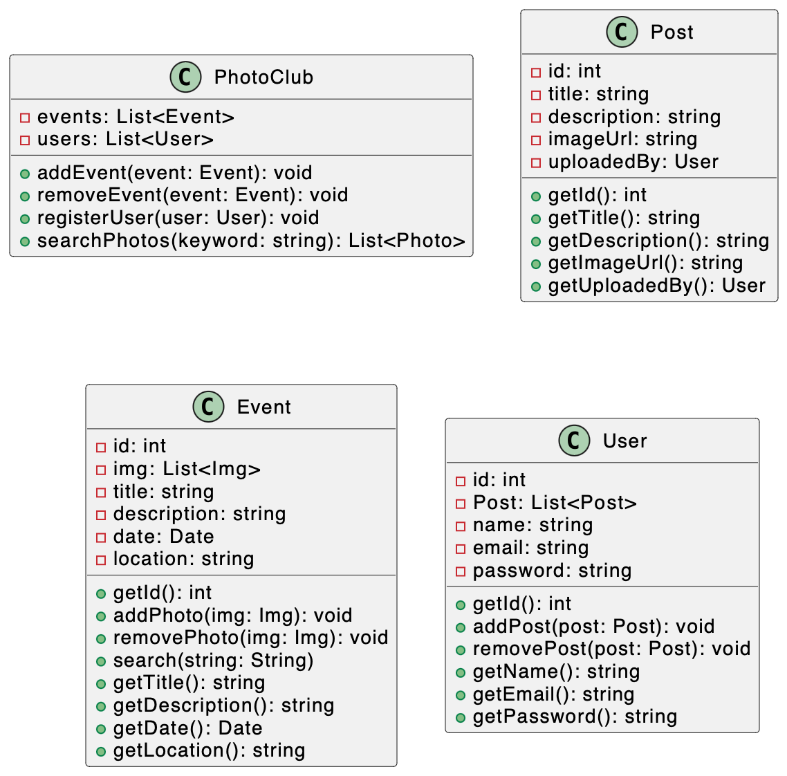 C PhotoClub
events: List<Event>
users: List<User>
addEvent(event: Event): void
removeEvent(event: Event): void
registerUser(user: User): void
searchPhotos(keyword: string): List<Photo>
C Post
id: int
title: string
description: string
imageUrl: string
uploadedBy: User
getId(): int
getTitle(): string
getDescription(): string
getImageUrl(): string
getUploadedBy(): User
C Event
id: int
img: List<Img>
title: string
description: string
date: Date
location: string
getId(): int
addPhoto(img: Img): void
removePhoto(img: Img): void
search(string: String)
getTitle(): string
getDescription(): string
getDate(): Date
getLocation(): string
C User
id: int
Post: List<Post>
name: string
email: string
password: string
getId(): int
addPost(post: Post): void
removePost(post: Post): void
getName(): string
getEmail(): string
getPassword(): string